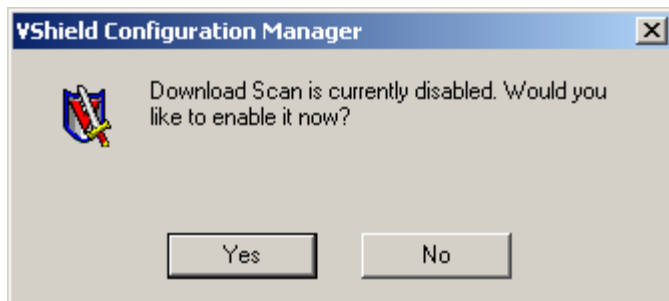 VShield Configuration Manager
Download Scan is currently disabled. Would you
like to enable it now?
Yes
No